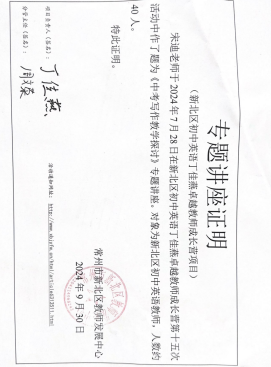 专题讲座证明
（新北区初中英语丁佳燕卓越教师成长营项目）
宋迪老师于2024年7月28日在新北区初中英语丁佳燕卓越教师成长营第十五次
活动中作了题为《中考写作教学探讨》专题讲座。对象为新北区初中英语教师，人数约
40人。
特此证明。
常州市新北区教师发展中心
2024年9月30日
活动通知网址：
项目负责人（签名）：丁佳燕
分管主任（签名）：